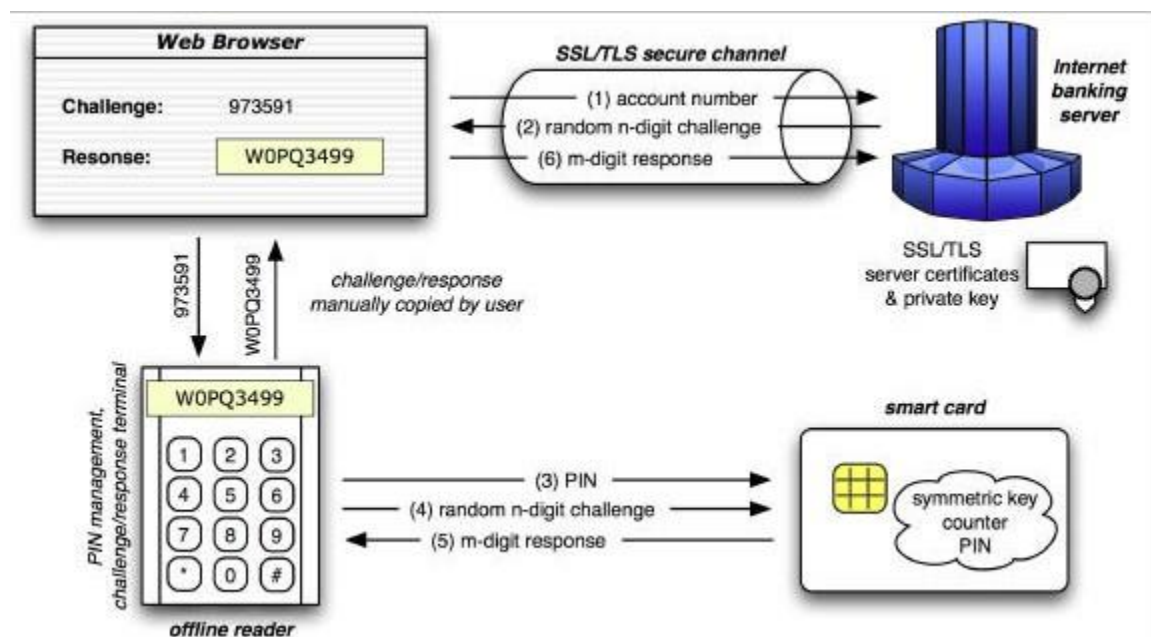 Web Browser
Challenge: 973591
Resonse: W0PQ3499
SSL/TLS secure channel
(1) account number
(2) random n-digit challenge
(6) m-digit response
Internet
banking
server
SSL/TLS
server certificates
& private key
973591
W0PQ3499
challenge/response
manually copied by user
PIN management,
challenge/response terminal
W0PQ3499
1 2 3
4 5 6
7 8 9
* 0 #
offline reader
(3) PIN
(4) random n-digit challenge
(5) m-digit response
smart card
symmetric key
counter
PIN